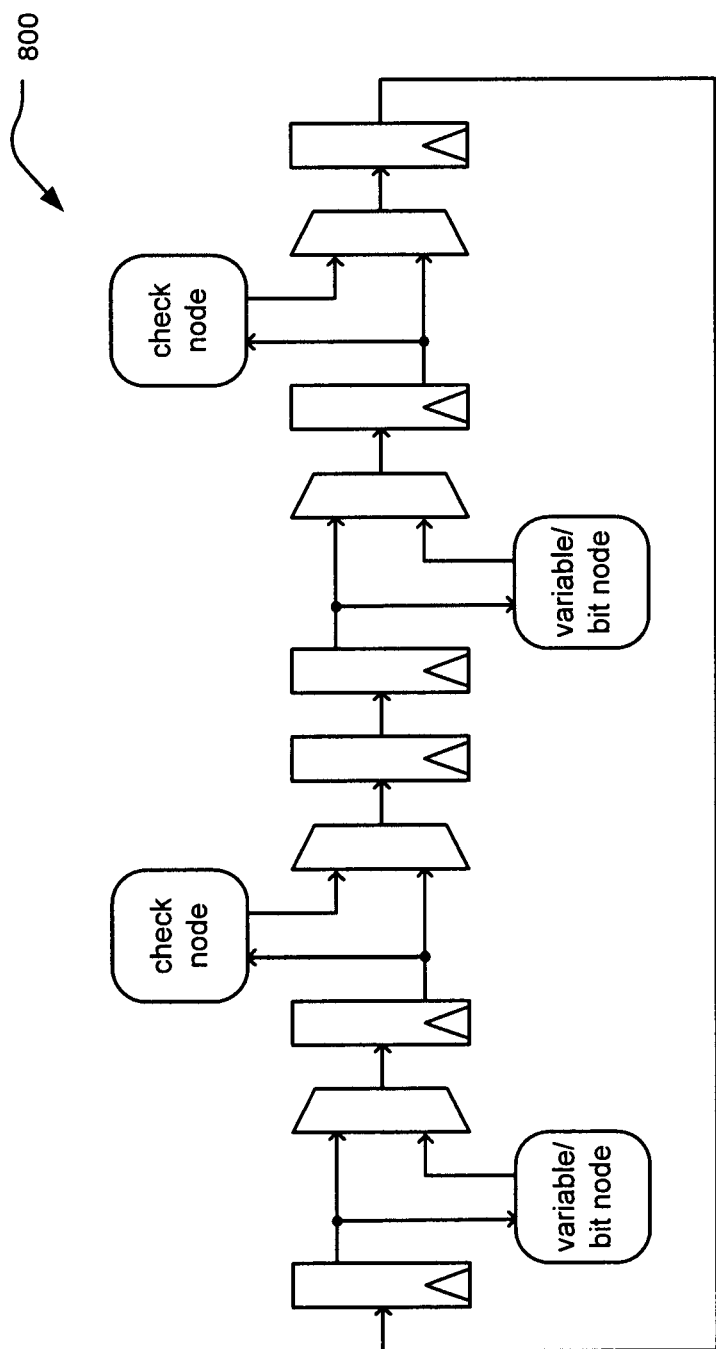 800
variable/
bit node
check
node
variable/
bit node
check
node